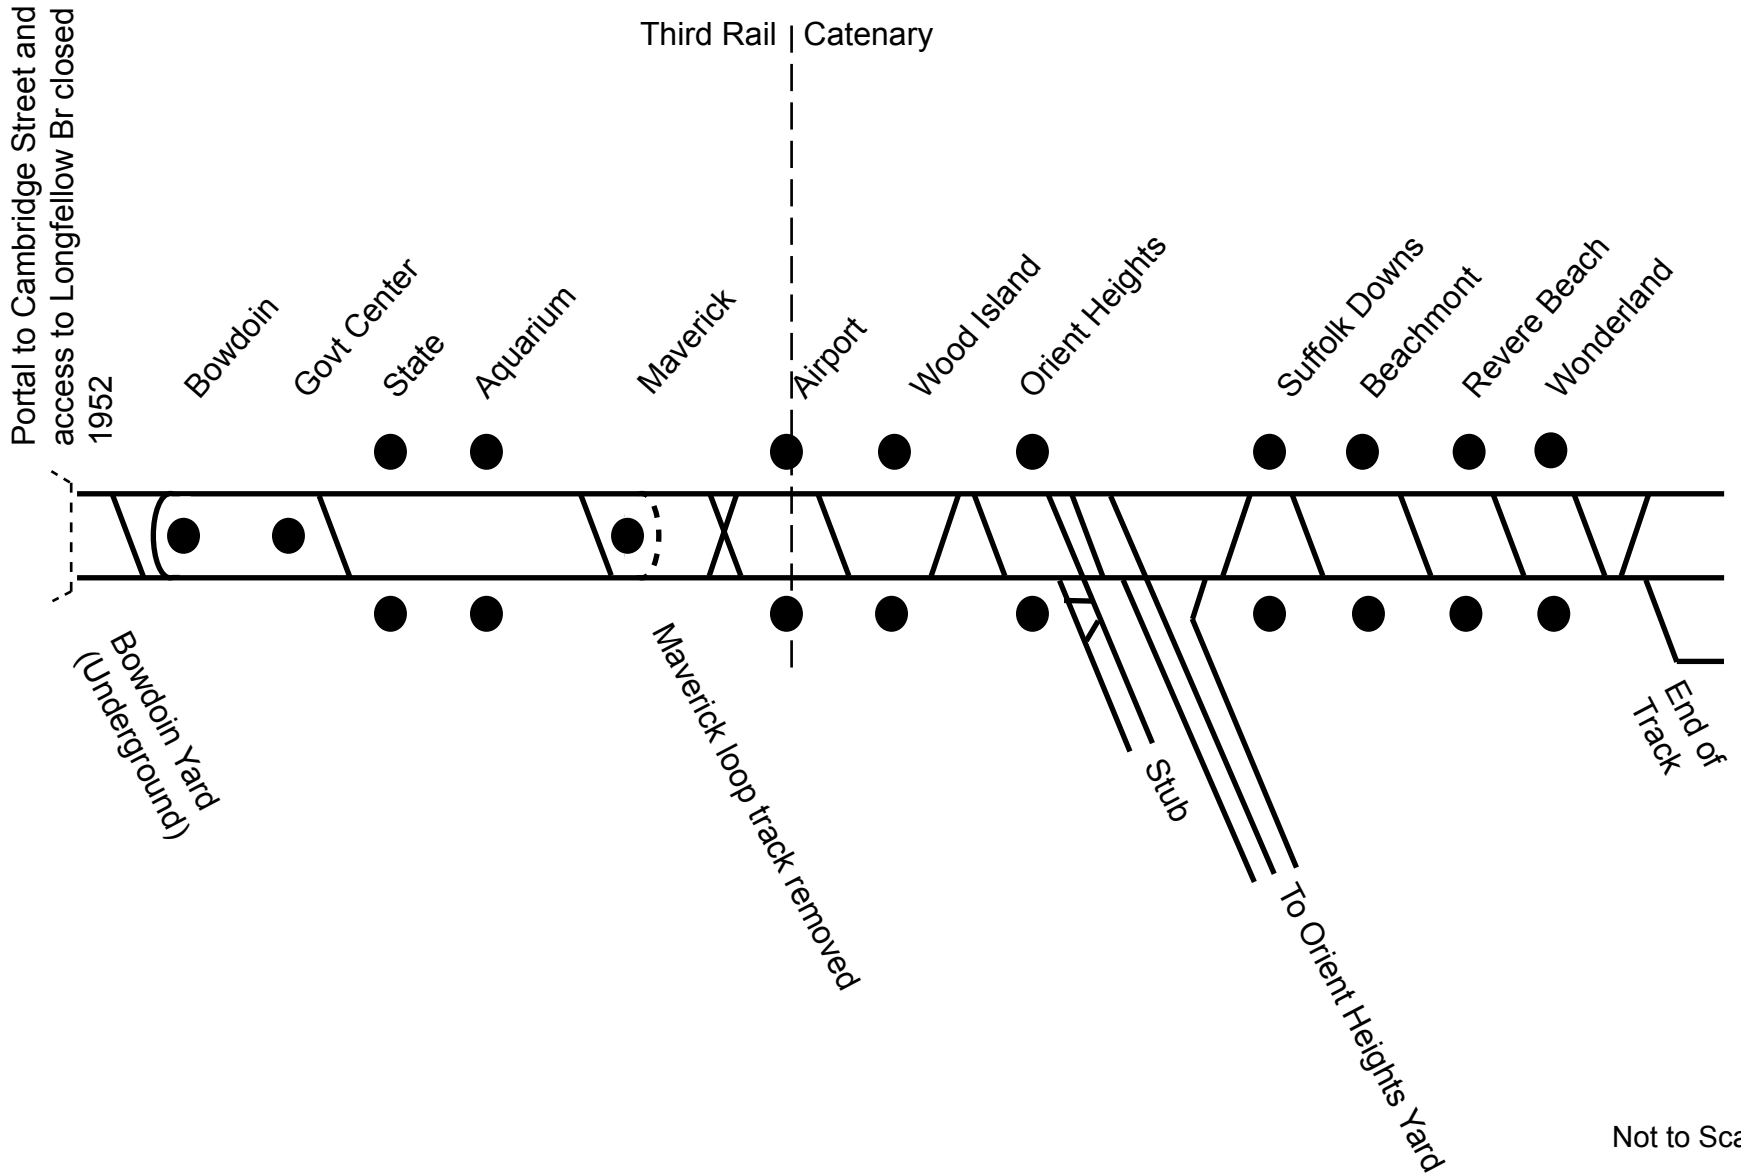 Portal to Cambridge Street and
access to Longfellow Br closed
1952
Third Rail
Catenary
Bowdoin
Govt Center
State
Aquarium
Maverick
Airport
Wood Island
Orient Heights
Suffolk Downs
Beachmont
Revere Beach
Wonderland
Bowdoin Yard
(Underground)
Maverick loop track removed
Stub
To Orient Heights Yard
End of
Track
Not to Sca